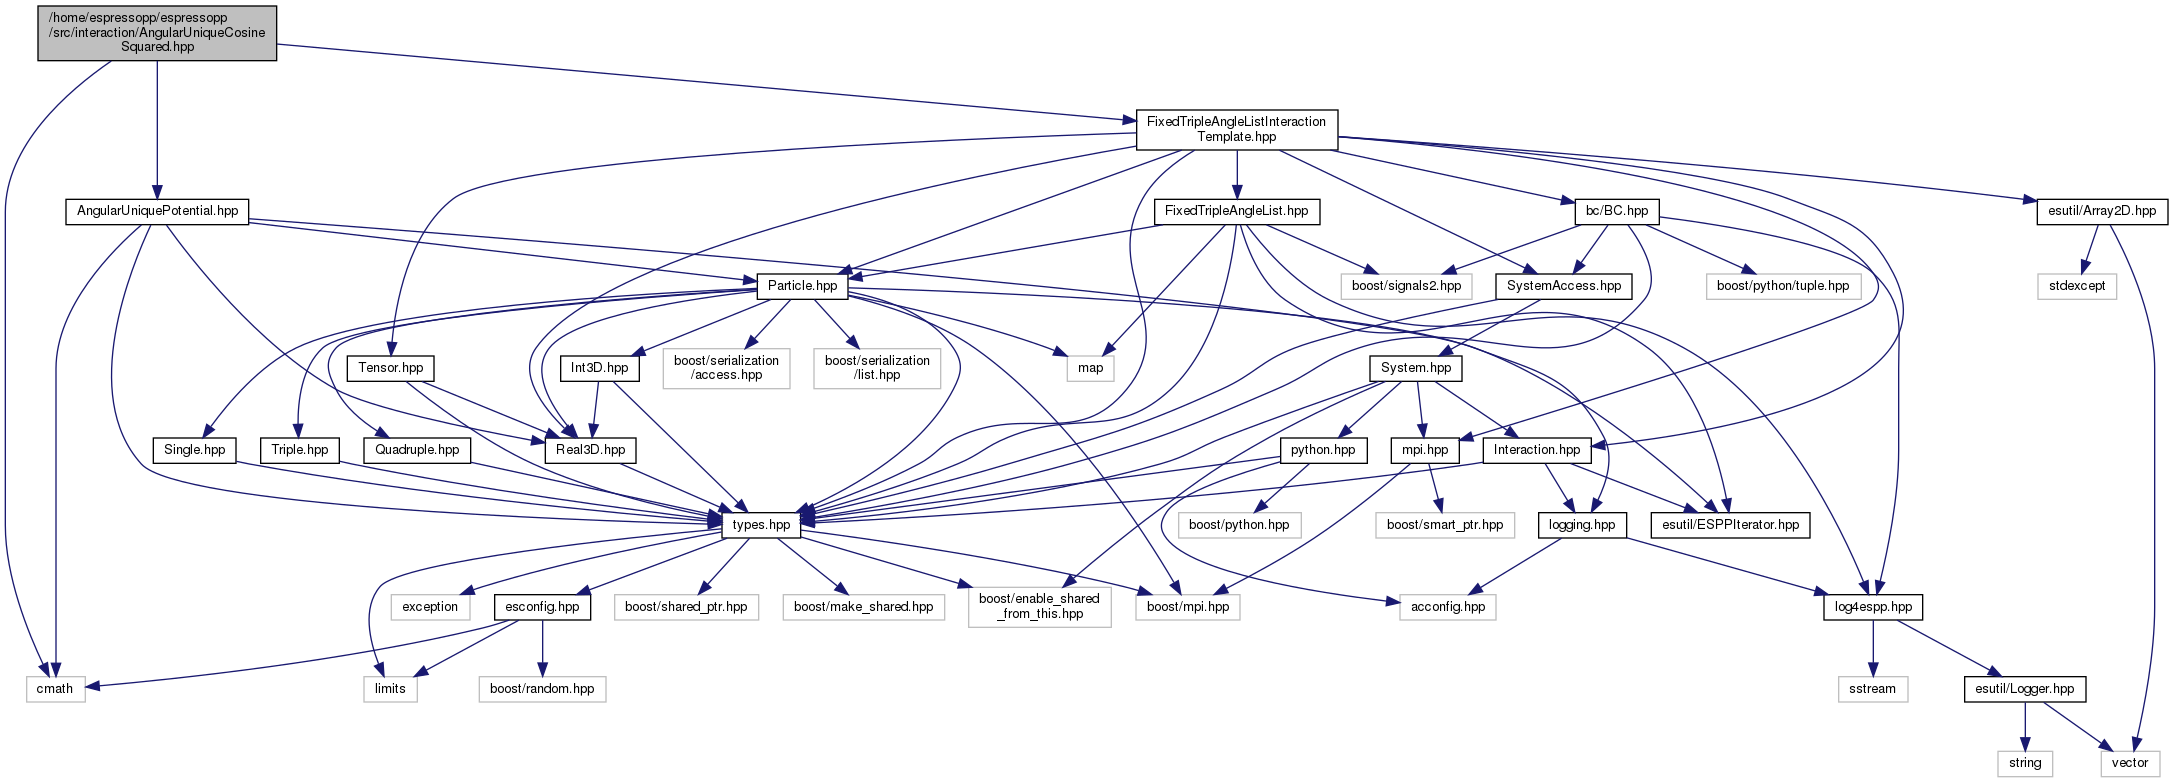 /home/espressopp/espressopp
/src/interaction/AngularUniqueCosine
Squared.hpp
FixedTripleAngleListInteraction
Template.hpp
AngularUniquePotential.hpp
FixedTripleAngleList.hpp
bc/BC.hpp
esutil/Array2D.hpp
Particle.hpp
boost/signals2.hpp
SystemAccess.hpp
boost/python/tuple.hpp
stdexcept
Tensor.hpp
Int3D.hpp
boost/serialization
/access.hpp
boost/serialization
/list.hpp
map
System.hpp
Single.hpp
Triple.hpp
Quadruple.hpp
Real3D.hpp
python.hpp
mpi.hpp
Interaction.hpp
types.hpp
boost/python.hpp
boost/smart_ptr.hpp
logging.hpp
esutil/ESPPIterator.hpp
exception
esconfig.hpp
boost/shared_ptr.hpp
boost/make_shared.hpp
boost/enable_shared
_from_this.hpp
boost/mpi.hpp
acconfig.hpp
log4espp.hpp
cmath
limits
boost/random.hpp
sstream
esutil/Logger.hpp
string
vector